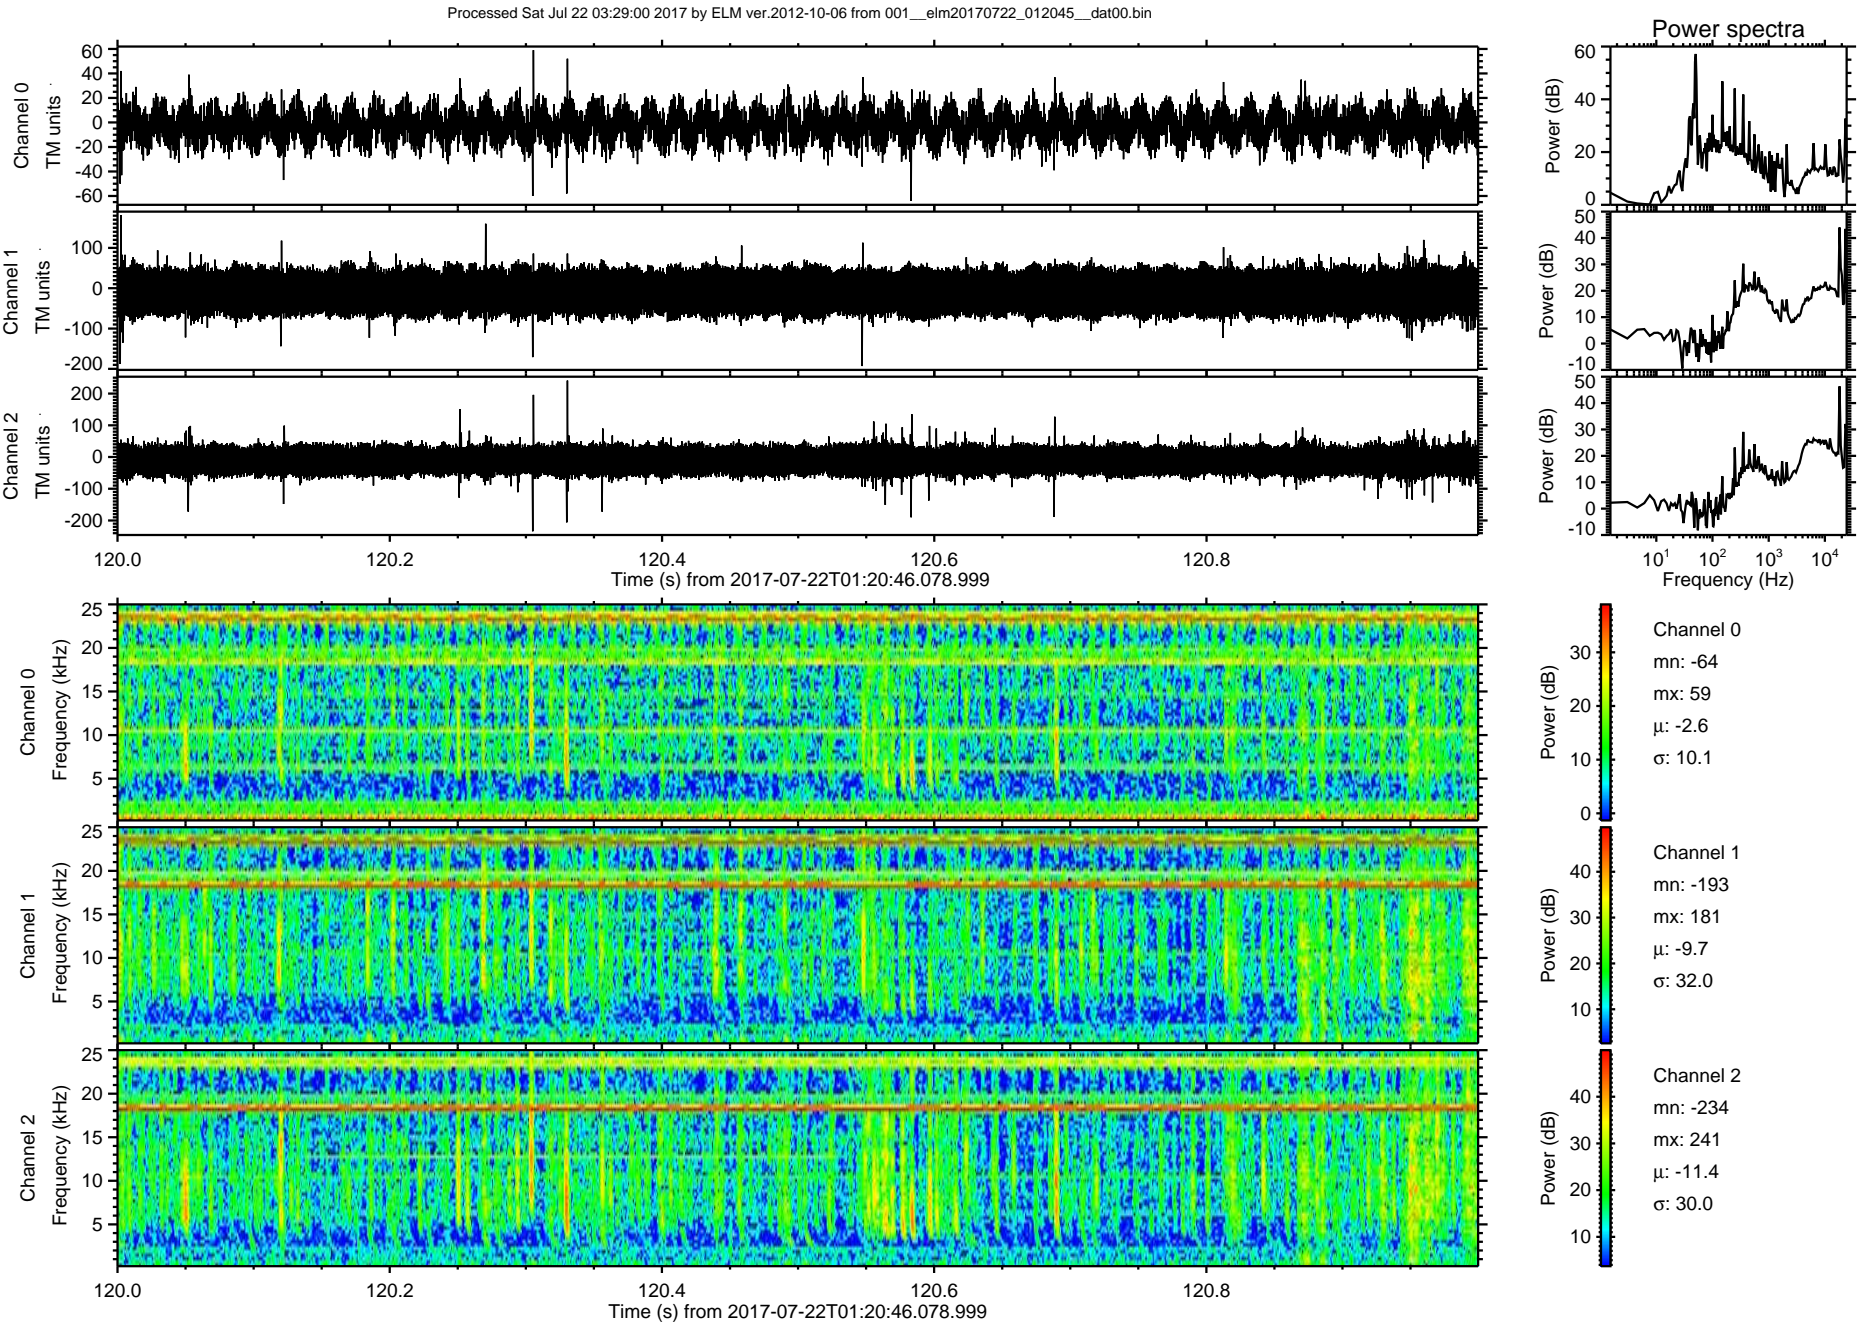 Processed Sat Jul 22 03:29:00 2017 by ELM ver.2012-10-06 from 001__elm20170722_012045__dat00.bin
Power spectra
Channel 0
TM units
60
40
20
0
-20
-40
-60
Power (dB)
60
40
20
0
Channel 1
TM units
100
0
-100
-200
Power (dB)
50
40
30
20
10
0
-10
Channel 2
TM units
200
100
0
-100
-200
Power (dB)
50
40
30
20
10
0
-10
120.0 120.2 120.4 120.6 120.8
Time (s) from 2017-07-22T01:20:46.078.999
10^1 10^2 10^3 10^4
Frequency (Hz)
Channel 0
Frequency (kHz)
25
20
15
10
5
Power (dB)
30
20
10
0
Channel 0
mn: -64
mx: 59
μ: -2.6
σ: 10.1
Channel 1
Frequency (kHz)
25
20
15
10
5
Power (dB)
40
30
20
10
Channel 1
mn: -193
mx: 181
μ: -9.7
σ: 32.0
Channel 2
Frequency (kHz)
25
20
15
10
5
Power (dB)
40
30
20
10
Channel 2
mn: -234
mx: 241
μ: -11.4
σ: 30.0
120.0 120.2 120.4 120.6 120.8
Time (s) from 2017-07-22T01:20:46.078.999